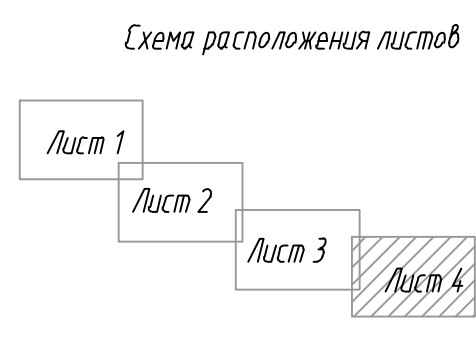 Схема расположения листов
Лист 1
Лист 2
Лист 3
Лист 4